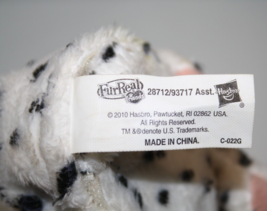 FurReal 28712/93717 Asst. Hasbro
© 2010 Hasbro, Pawtucket, RI 02862 USA.
All Rights Reserved.
TM &® denote U.S. Trademarks.
MADE IN CHINA. C-022G